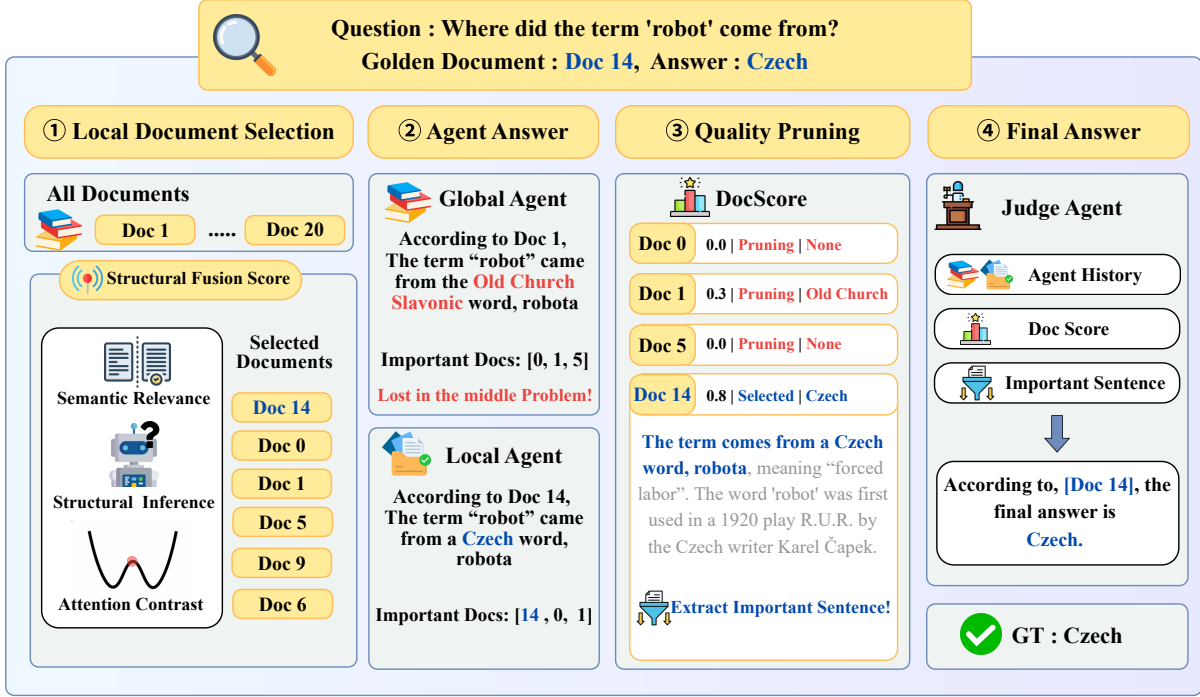 Question : Where did the term 'robot' come from?
Golden Document : Doc 14, Answer : Czech
① Local Document Selection
All Documents
Doc 1
.....
Doc 20
Structural Fusion Score
Semantic Relevance
?
Structural Inference
Attention Contrast
Selected
Documents
Doc 14
Doc 0
Doc 1
Doc 5
Doc 9
Doc 6
② Agent Answer
Global Agent
According to Doc 1,
The term “robot” came
from the Old Church
Slavonic word, robota
Important Docs: [0, 1, 5]
Lost in the middle Problem!
Local Agent
According to Doc 14,
The term “robot” came
from a Czech word,
robota
Important Docs: [14 , 0, 1]
③ Quality Pruning
DocScore
Doc 0 0.0 | Pruning | None
Doc 1 0.3 | Pruning | Old Church
Doc 5 0.0 | Pruning | None
Doc 14 0.8 | Selected | Czech
The term comes from a Czech
word, robota, meaning “forced
labor”. The word 'robot' was first
used in a 1920 play R.U.R. by
the Czech writer Karel Čapek.
Extract Important Sentence!
④ Final Answer
Judge Agent
Agent History
Doc Score
Important Sentence
According to, [Doc 14], the
final answer is
Czech.
GT : Czech